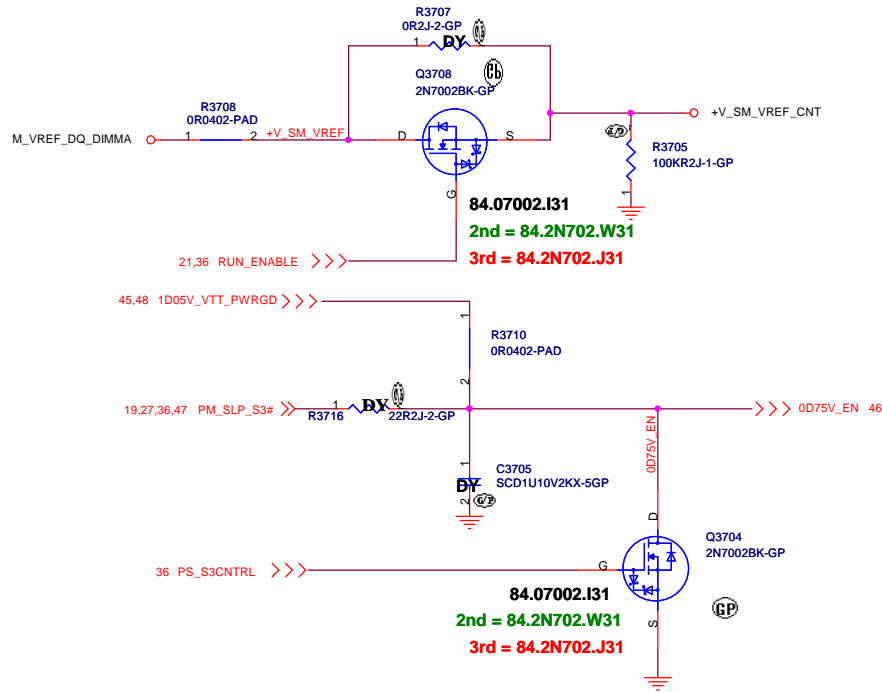 R3707
0R2J-2-GP
1
DY
Q3708
2N7002BK-GP
R3708
0R0402-PAD
M_VREF_DQ_DIMMA
1
2
+V_SM_VREF
D
S
+V_SM_VREF_CNT
R3705
100KR2J-1-GP
1
G
84.07002.I31
2nd = 84.2N702.W31
3rd = 84.2N702.J31
21,36 RUN_ENABLE
45,48 1D05V_VTT_PWRGD
1
R3710
0R0402-PAD
2
19,27,36,47 PM_SLP_S3#
1
DY
R3716
22R2J-2-GP
0D75V_EN 46
0D75V_EN
1
C3705
SCD1U10V2KX-5GP
DY
2
D
Q3704
2N7002BK-GP
36 PS_S3CNTRL
G
84.07002.I31
2nd = 84.2N702.W31
3rd = 84.2N702.J31
S
GP